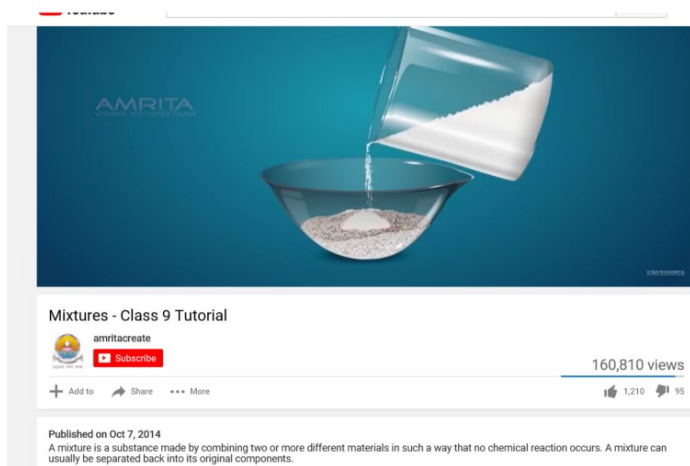 AMRITA
VISHWA VIDYAPEETHAM
Mixtures - Class 9 Tutorial
amritacreate
Subscribe
160,810 views
Add to Share More
1,210 95
Published on Oct 7, 2014
A mixture is a substance made by combining two or more different materials in such a way that no chemical reaction occurs. A mixture can
usually be separated back into its original components.